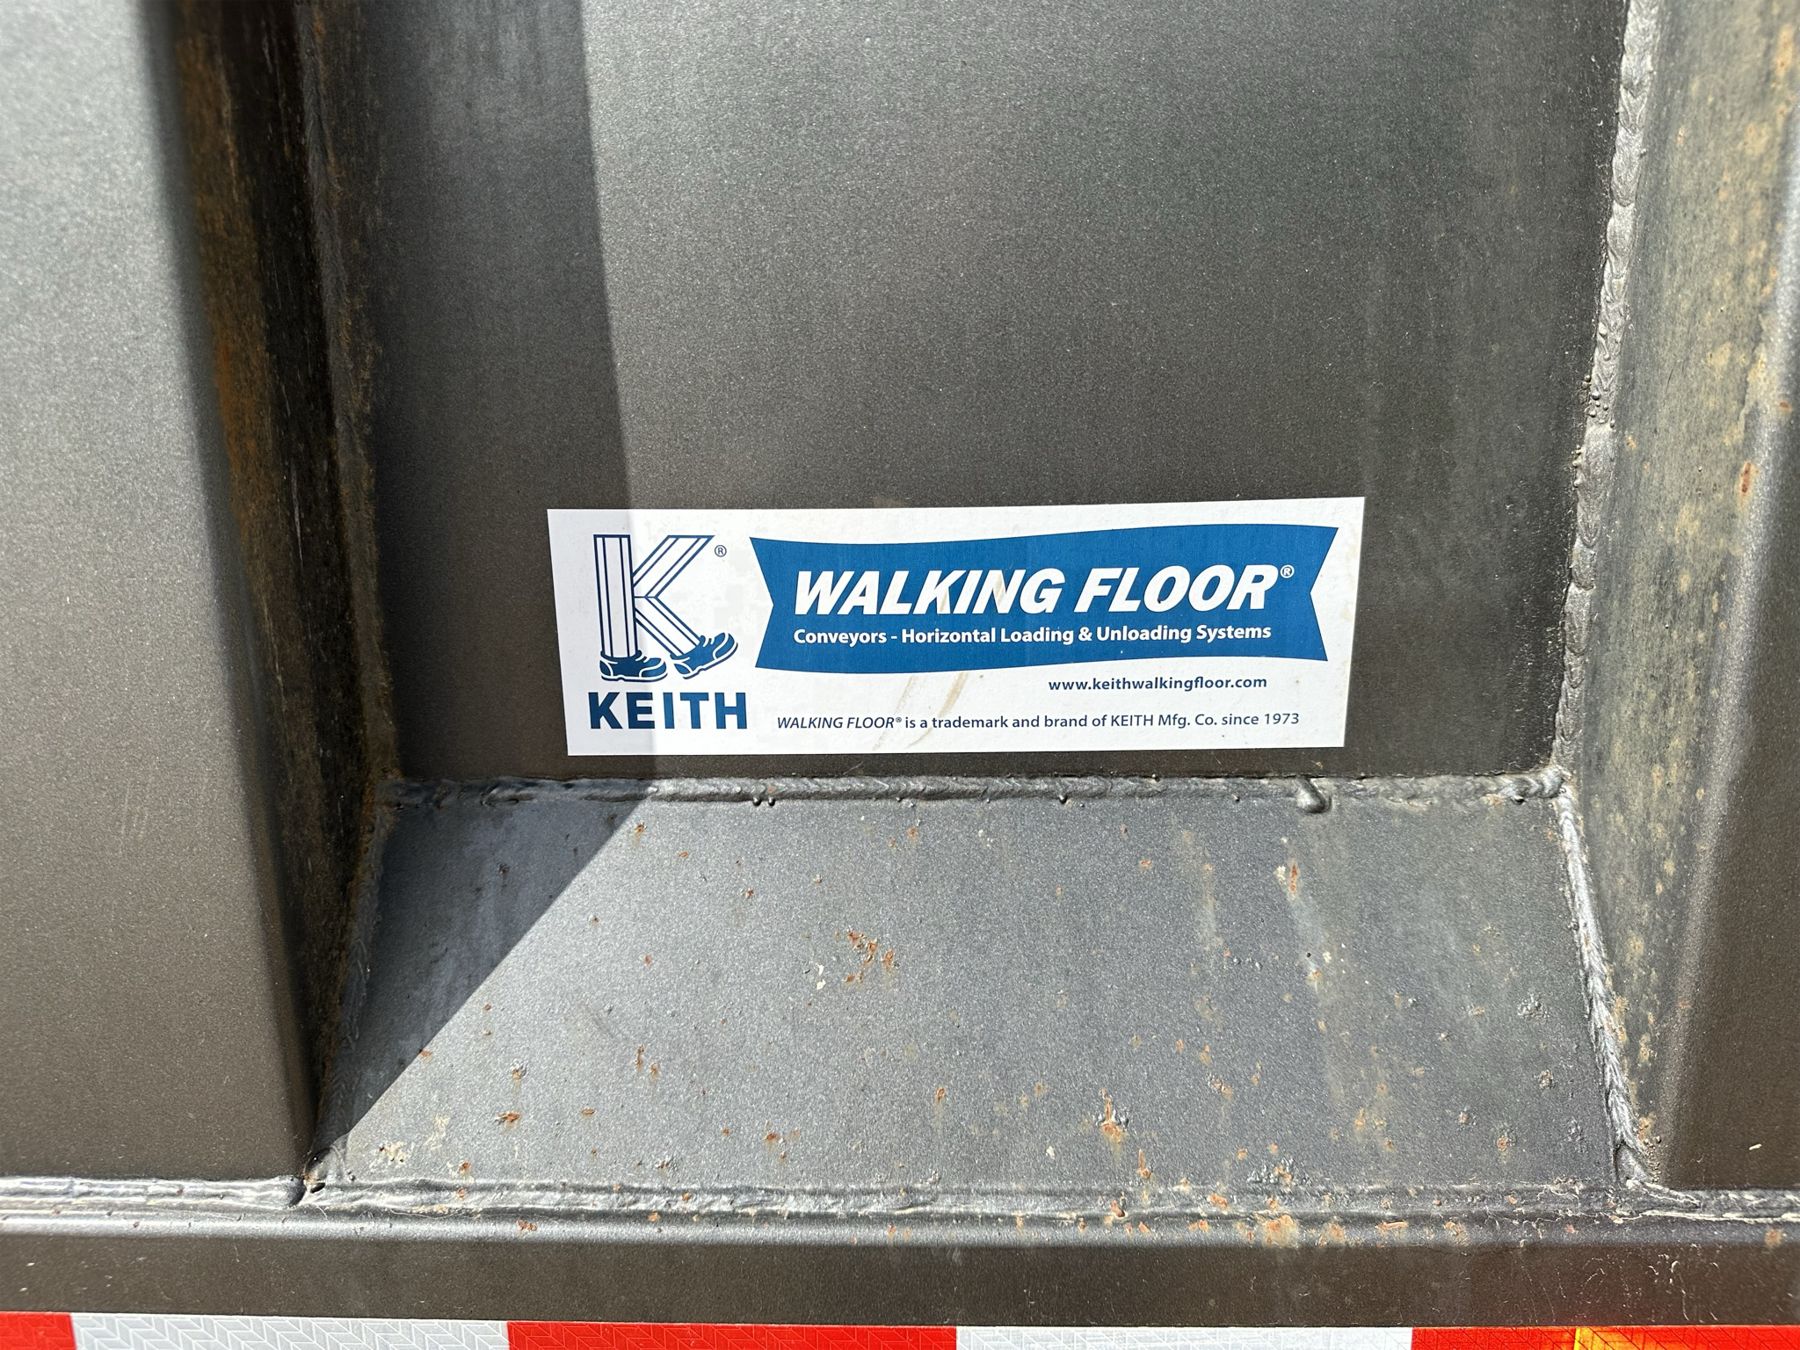 K®
WALKING FLOOR®
Conveyors - Horizontal Loading & Unloading Systems
www.keithwalkingfloor.com
KEITH
WALKING FLOOR® is a trademark and brand of KEITH Mfg. Co. since 1973